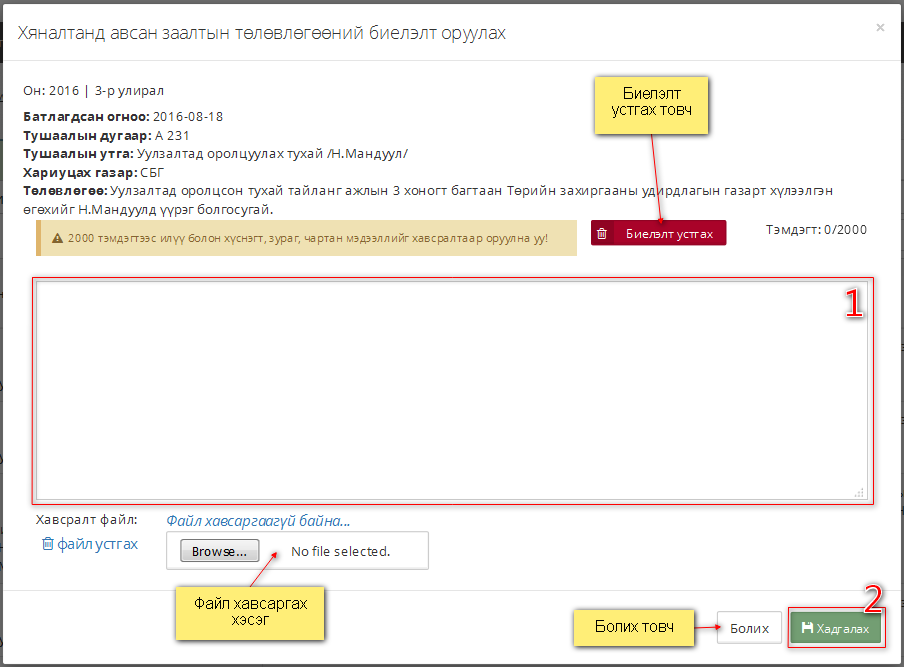 Хяналтанд авсан заалтын төлөвлөгөөний биелэлт оруулах
×
Он: 2016 | 3-р улирал
Батлагдсан огноо: 2016-08-18
Тушаалын дугаар: А 231
Тушаалын утга: Уулзалтад оролцуулах тухай /Н.Мандуул/
Хариуцах газар: СБГ
Төлөвлөгөө: Уулзалтад оролцсон тухай тайланг ажлын 3 хоногт багтаан Төрийн захиргааны удирдлагын газарт хүлээлгэн
өгөхийг Н.Мандуулд үүрэг болгосугай.
Биелэлт
устгах товч
2000 тэмдэгтээс илүү болон хүснэгт, зураг, чартан мэдээллийг хавсралтаар оруулна уу!
Биелэлт устгах
Тэмдэгт: 0/2000
1
Хавсралт файл:
Файл хавсаргаагүй байна...
файл устгах
Browse...
No file selected.
Файл хавсаргах
хэсэг
Болих товч
Болих
2
Хадгалах